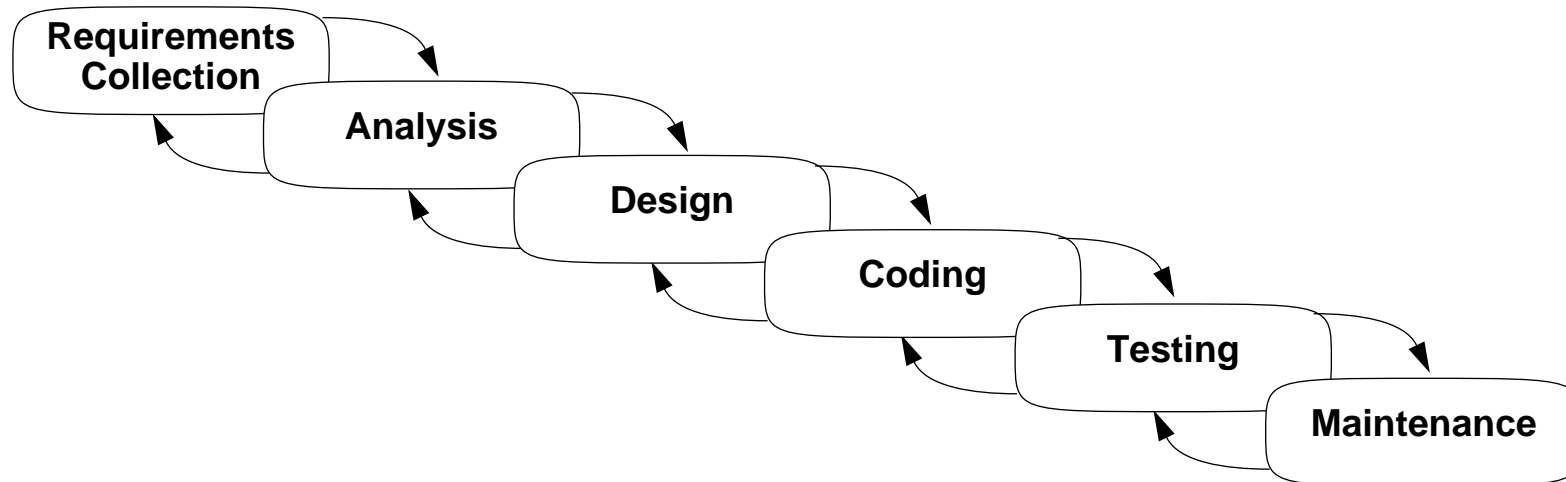 Requirements
Collection
Analysis
Design
Coding
Testing
Maintenance